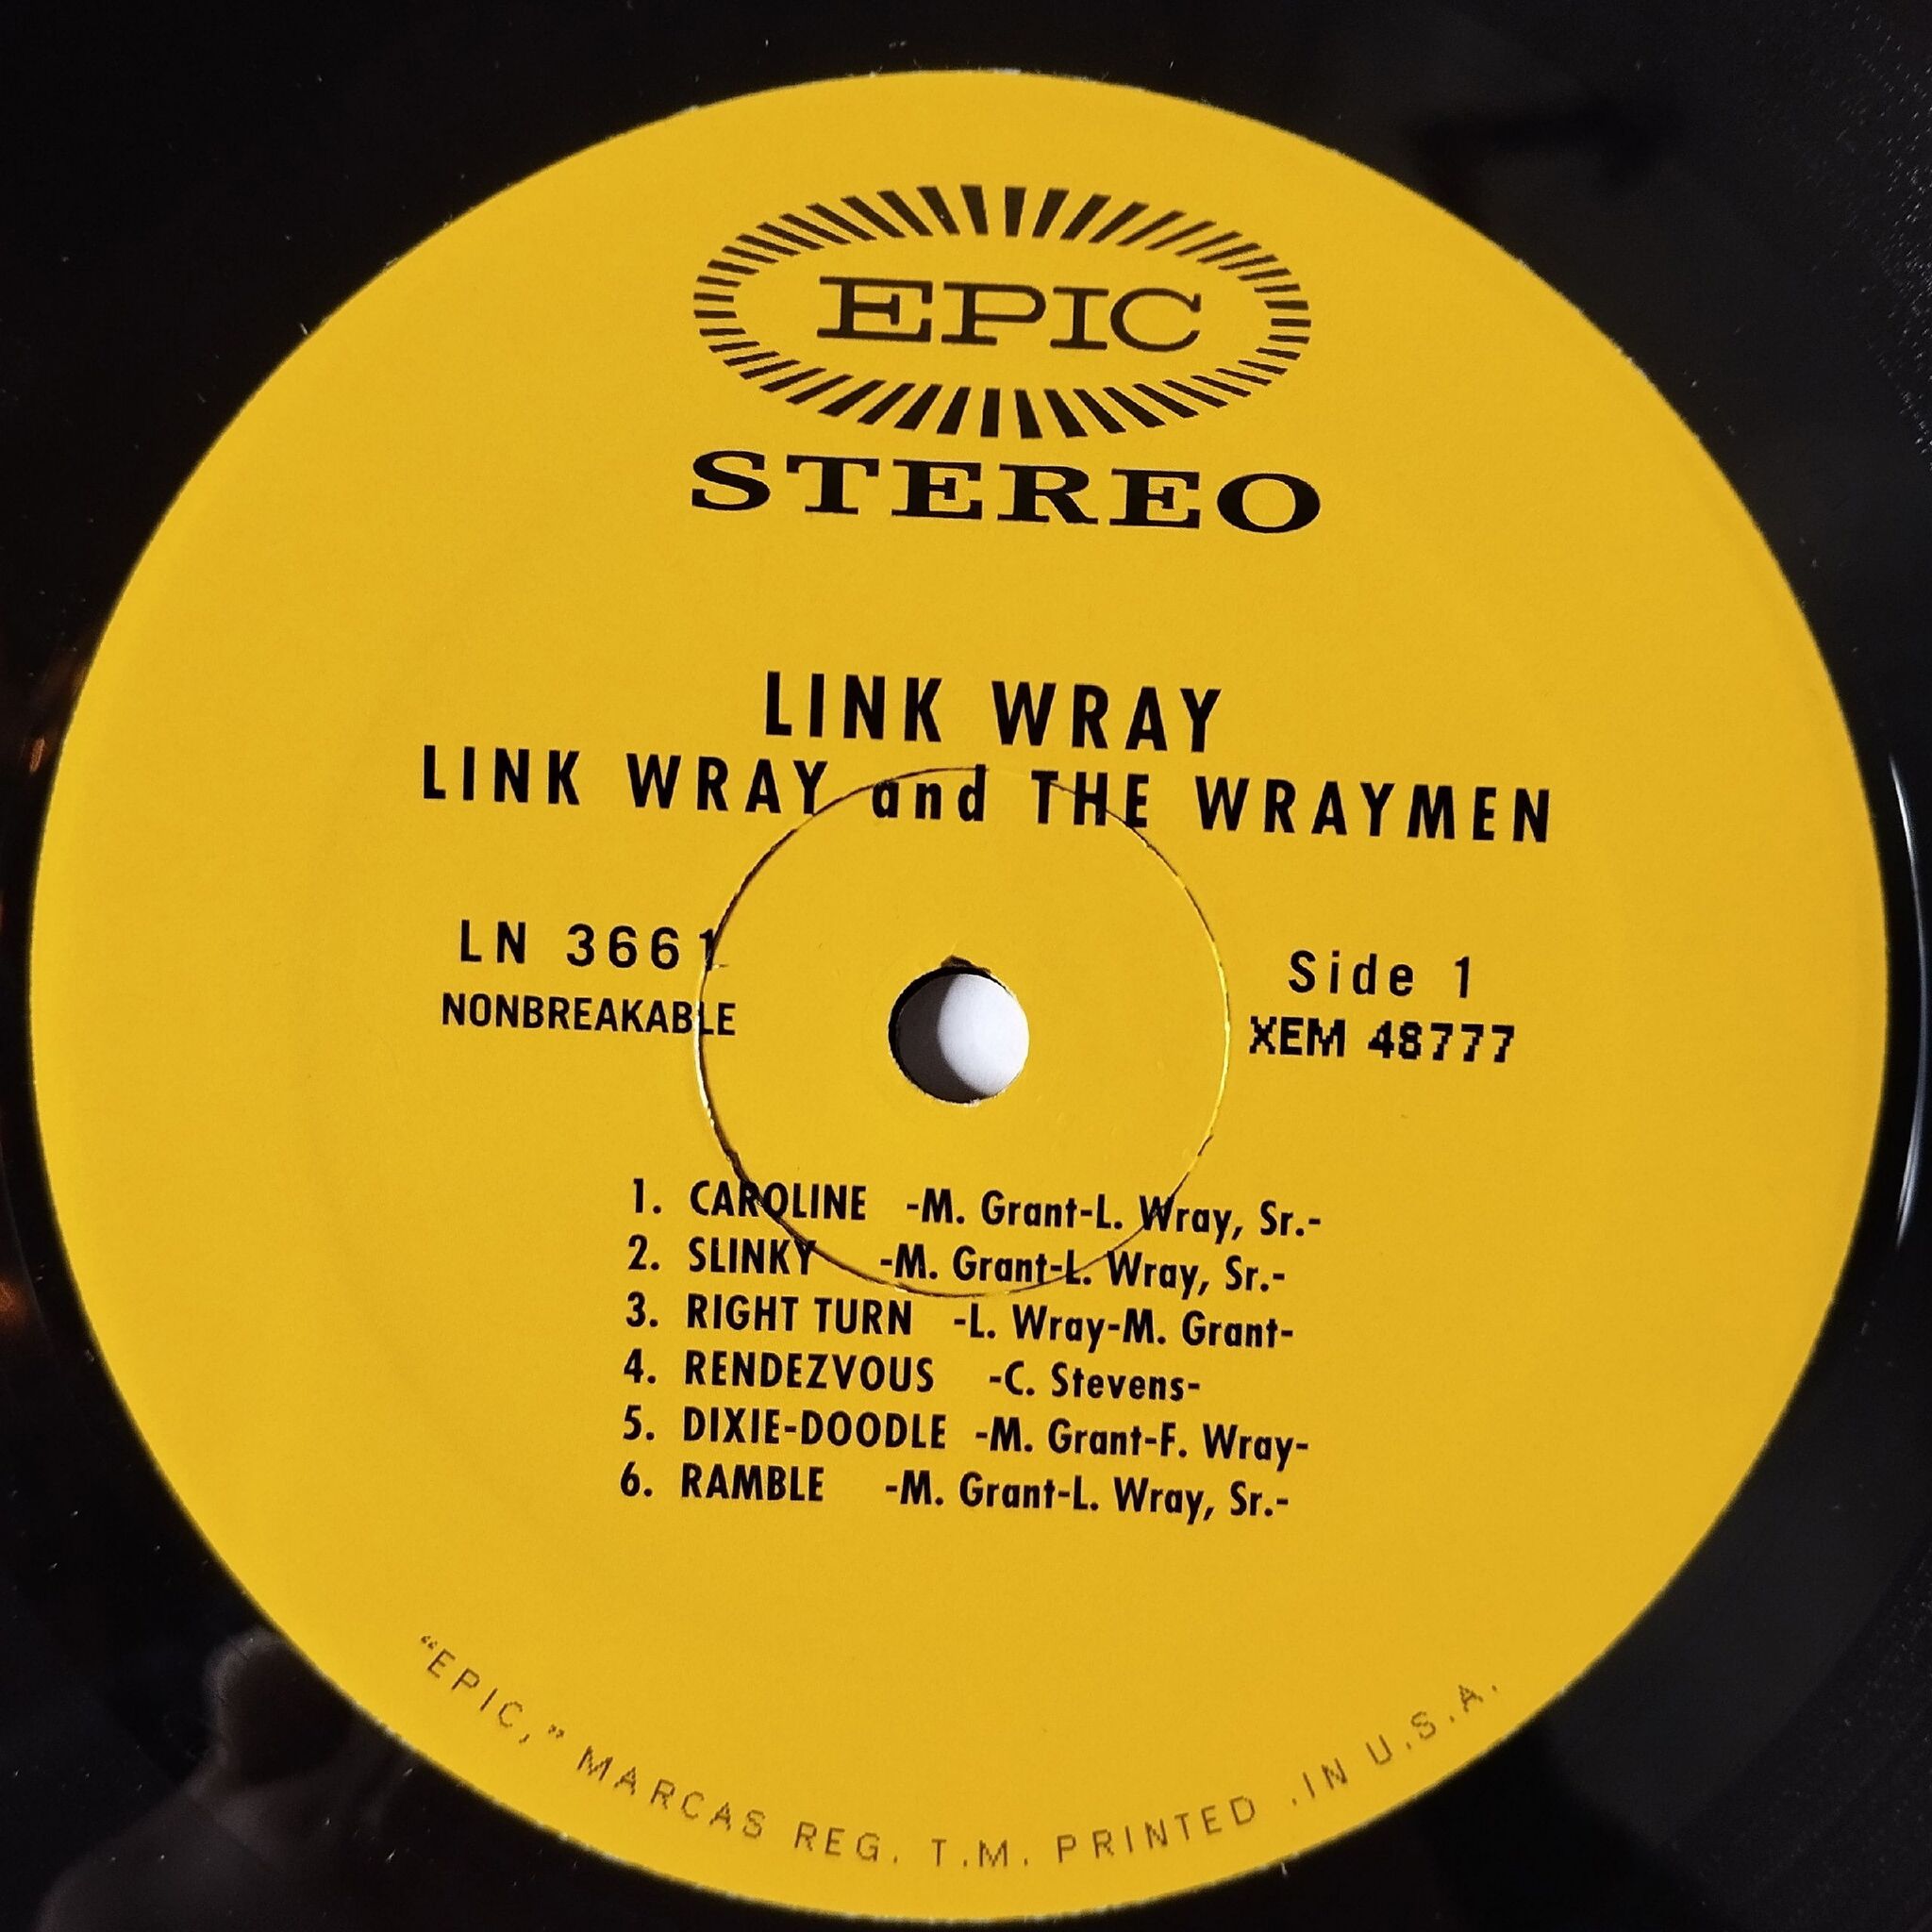 EPIC
STEREO
LINK WRAY
LINK WRAY and THE WRAYMEN
LN 3661
NONBREAKABLE
Side 1
XEM 48777
1. CAROLINE -M. Grant-L. Wray, Sr.-
2. SLINKY -M. Grant-L. Wray, Sr.-
3. RIGHT TURN -L. Wray-M. Grant-
4. RENDEZVOUS -C. Stevens-
5. DIXIE-DOODLE -M. Grant-F. Wray-
6. RAMBLE -M. Grant-L. Wray, Sr.-
“EPIC,” MARCAS REG. T.M. PRINTED .IN U.S.A.